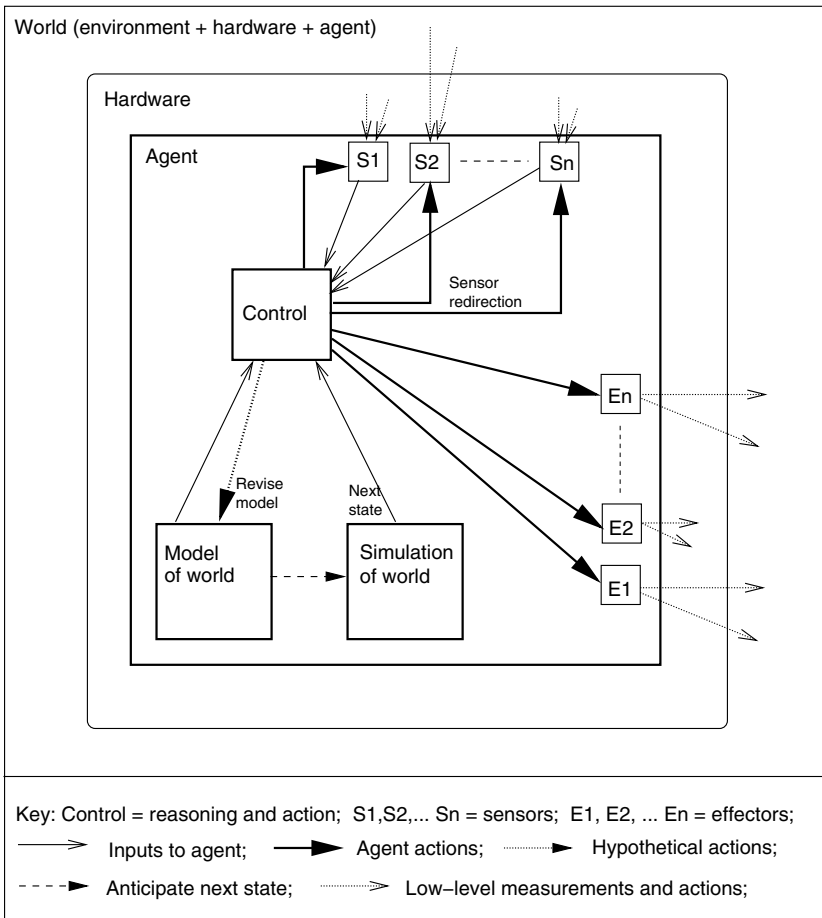 World (environment + hardware + agent)
Hardware
Agent
S1
S2
Sn
Control
Sensor
redirection
En
Revise
model
Next
state
E2
Model
of world
Simulation
of world
E1
Key: Control = reasoning and action; S1,S2,... Sn = sensors; E1, E2, ... En = effectors;
Inputs to agent; Agent actions; Hypothetical actions;
Anticipate next state; Low−level measurements and actions;